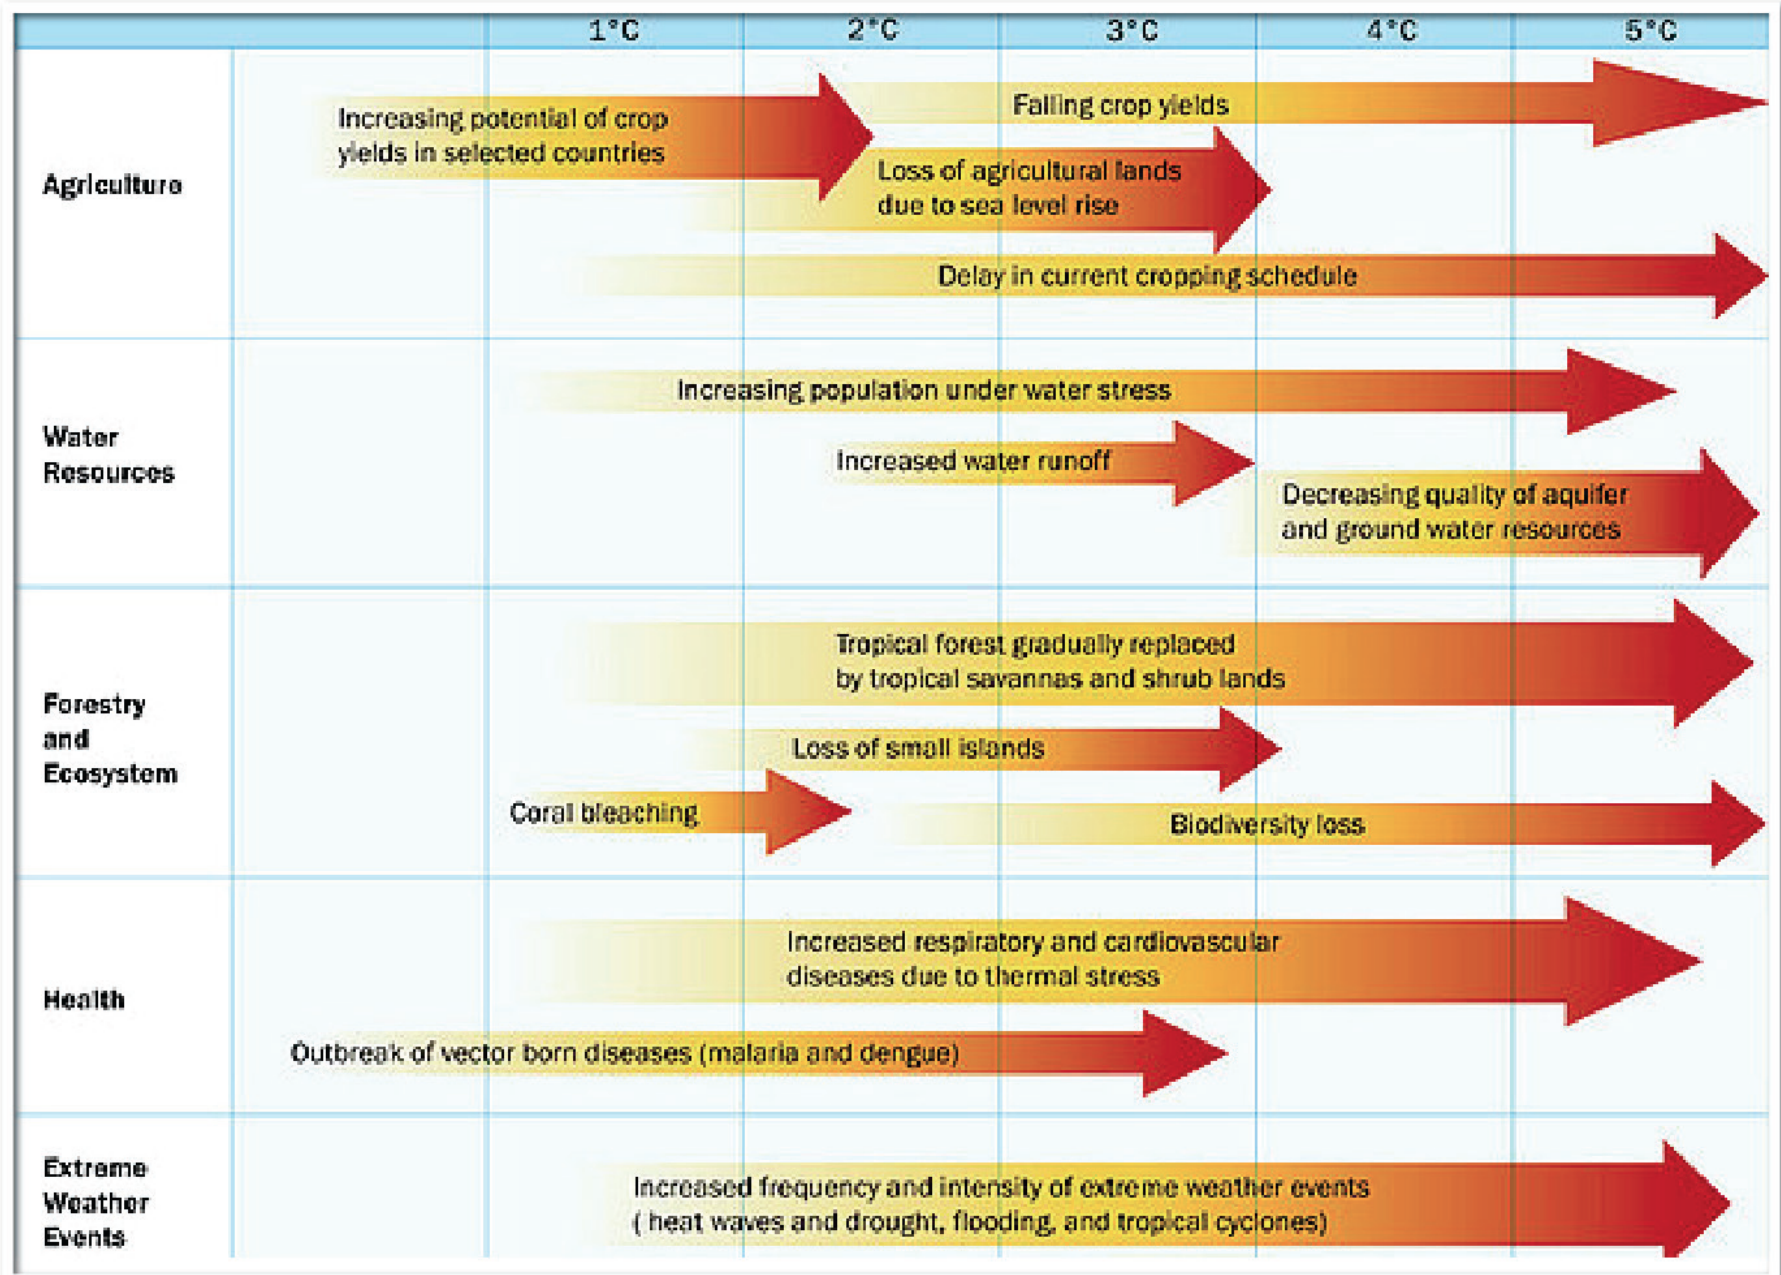 1°C 2°C 3°C 4°C 5°C
Agriculture
Increasing potential of crop
yields in selected countries
Falling crop yields
Loss of agricultural lands
due to sea level rise
Delay in current cropping schedule
Water
Resources
Increasing population under water stress
Increased water runoff
Decreasing quality of aquifer
and ground water resources
Forestry
and
Ecosystem
Tropical forest gradually replaced
by tropical savannas and shrub lands
Loss of small islands
Coral bleaching
Biodiversity loss
Health
Increased respiratory and cardiovascular
diseases due to thermal stress
Outbreak of vector born diseases (malaria and dengue)
Extreme
Weather
Events
Increased frequency and intensity of extreme weather events
( heat waves and drought, flooding, and tropical cyclones)